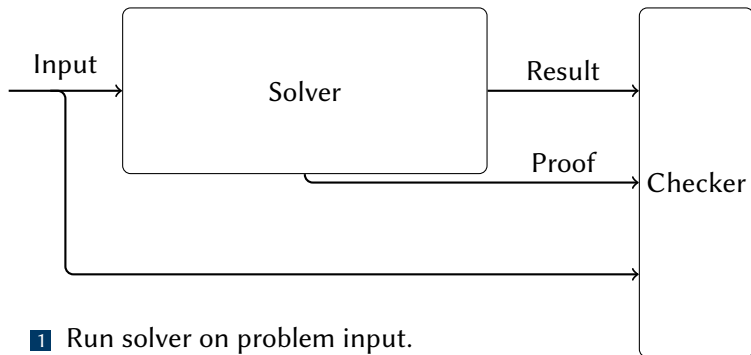 Input
Solver
Result
Proof
Checker
1 Run solver on problem input.